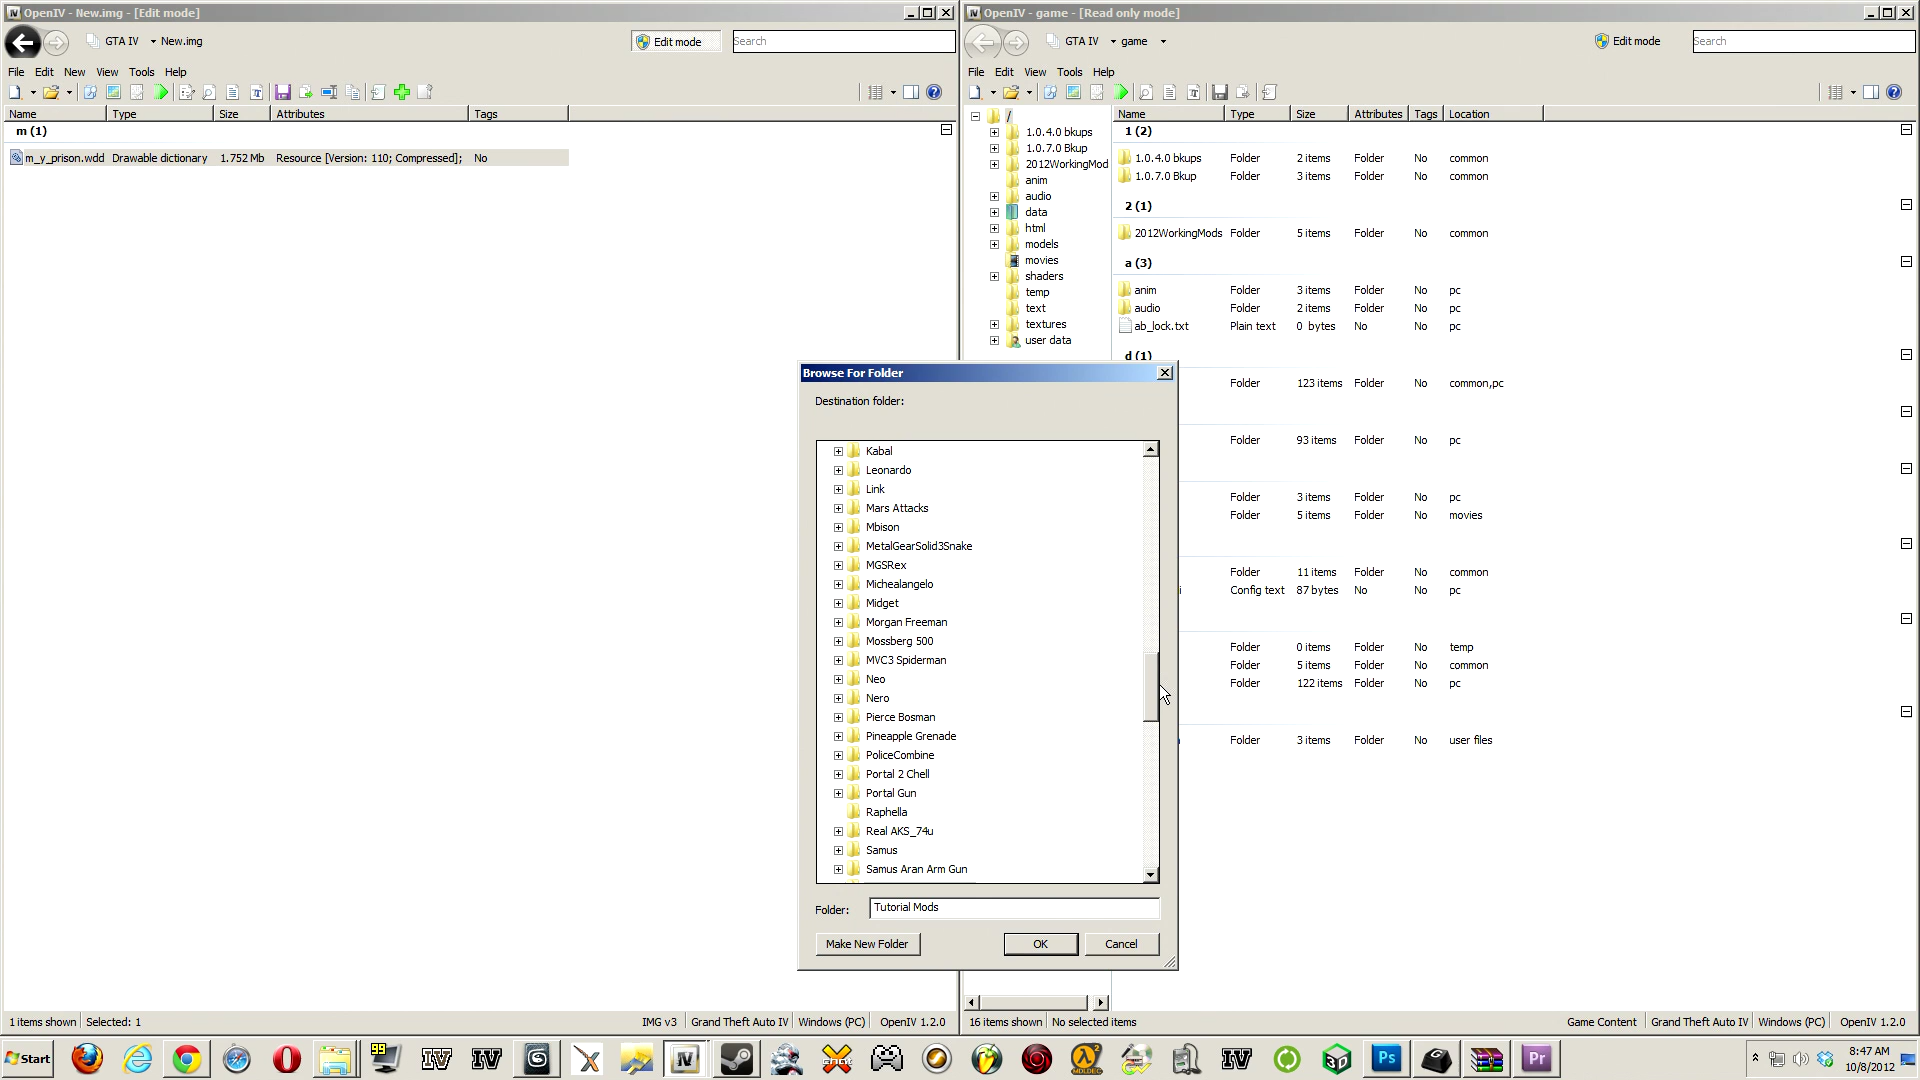 OpenIV - New.img - [Edit mode]
GTA IV New.img
Edit mode
Search
File Edit New View Tools Help
Name Type Size Attributes Tags
m (1)
m_y_prison.wdd Drawable dictionary 1.752 Mb Resource [Version: 110; Compressed]; No
1 items shown Selected: 1
IMG v3 Grand Theft Auto IV Windows (PC) OpenIV 1.2.0
OpenIV - game - [Read only mode]
GTA IV game
Edit mode
Search
File Edit View Tools Help
/
1.0.4.0 bkups
1.0.7.0 Bkup
2012WorkingMod
anim
audio
data
html
models
movies
shaders
temp
text
textures
user data
Name Type Size Attributes Tags Location
1 (2)
1.0.4.0 bkups Folder 2 items Folder No common
1.0.7.0 Bkup Folder 3 items Folder No common
2 (1)
2012WorkingMods Folder 5 items Folder No common
a (3)
anim Folder 3 items Folder No pc
audio Folder 2 items Folder No pc
ab_lock.txt Plain text 0 bytes No No pc
d (1)
Folder 123 items Folder No common,pc
Folder 93 items Folder No pc
Folder 3 items Folder No pc
Folder 5 items Folder No movies
Folder 11 items Folder No common
Config text 87 bytes No No pc
Folder 0 items Folder No temp
Folder 5 items Folder No common
Folder 122 items Folder No pc
Folder 3 items Folder No user files
16 items shown No selected items
Game Content Grand Theft Auto IV Windows (PC) OpenIV 1.2.0
Browse For Folder
Destination folder:
Kabal
Leonardo
Link
Mars Attacks
Mbison
MetalGearSolid3Snake
MGSRex
Michealangelo
Midget
Morgan Freeman
Mossberg 500
MVC3 Spiderman
Neo
Nero
Pierce Bosman
Pineapple Grenade
PoliceCombine
Portal 2 Chell
Portal Gun
Raphella
Real AKS_74u
Samus
Samus Aran Arm Gun
Folder: Tutorial Mods
Make New Folder OK Cancel
Start
99
IV
IV
IV
IV
3D
Ps
Pr
8:47 AM
10/8/2012